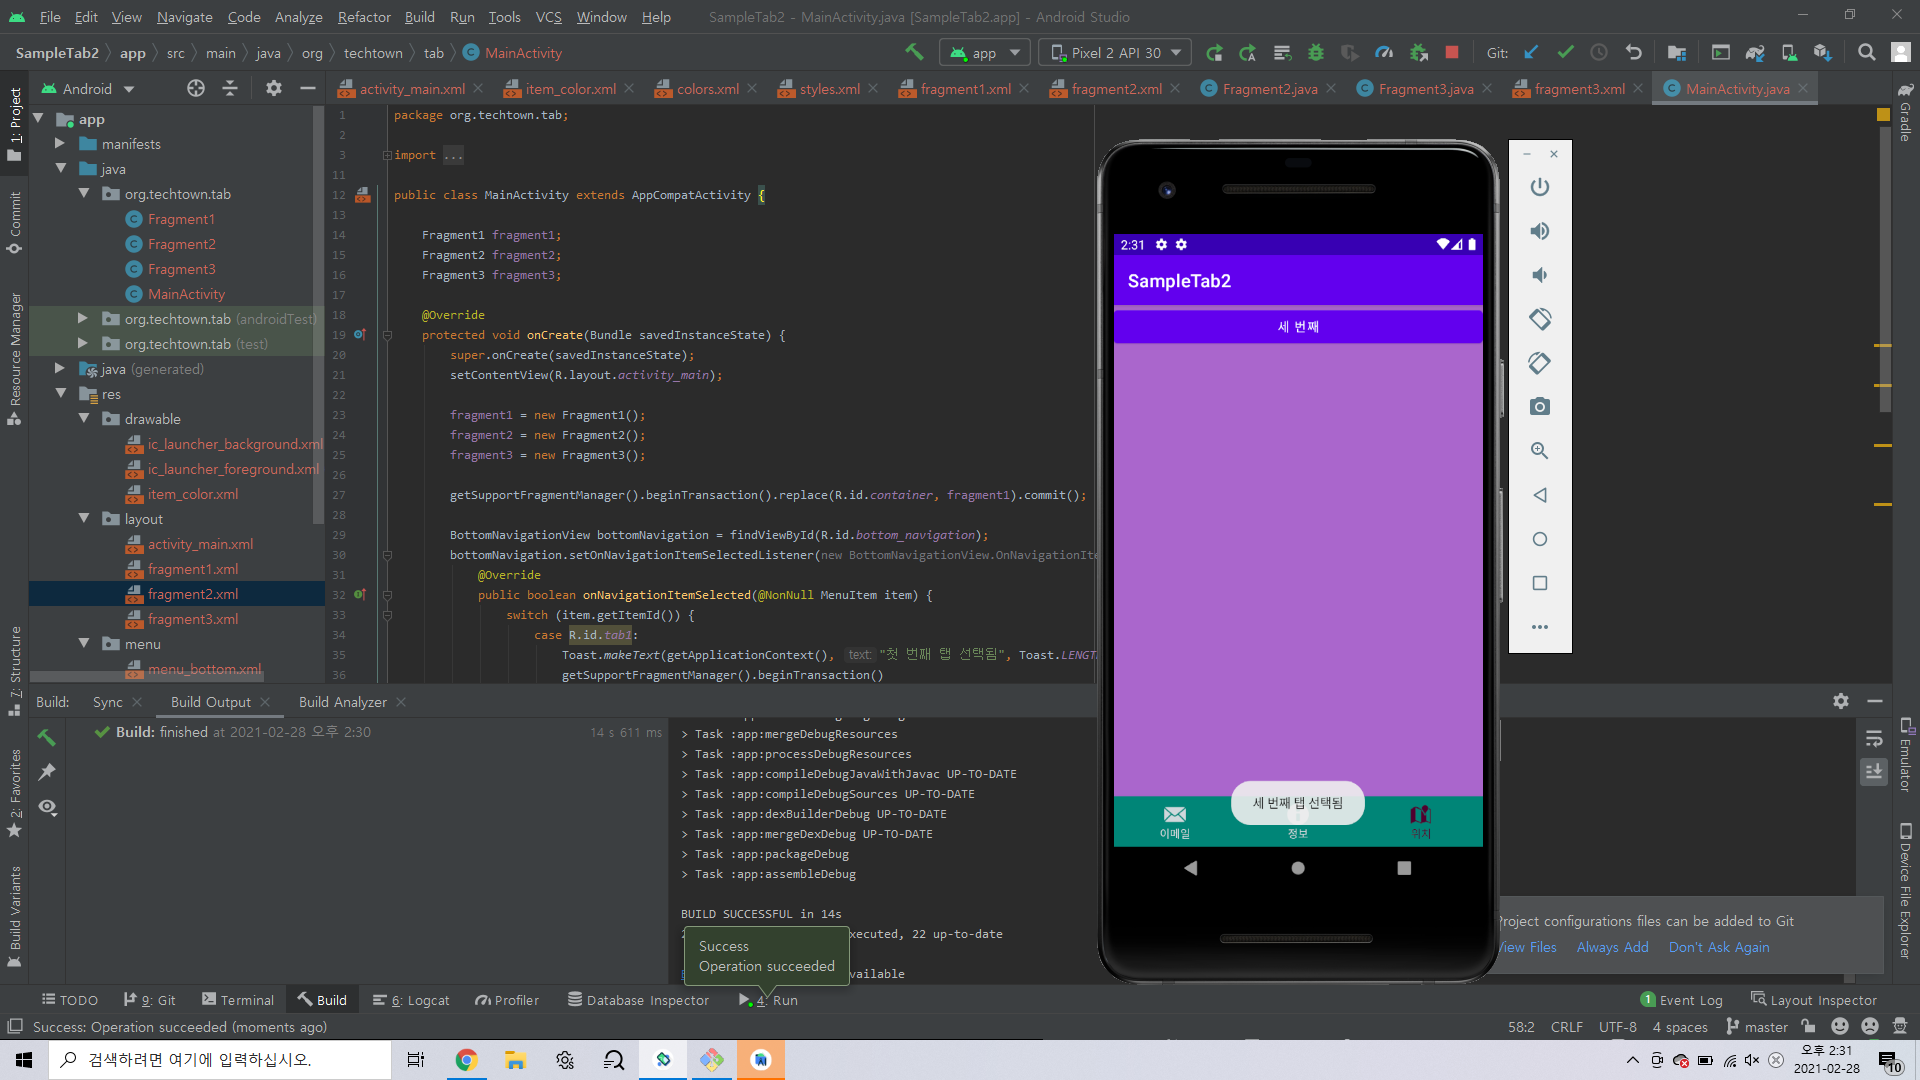 File Edit View Navigate Code Analyze Refactor Build Run Tools VCS Window Help SampleTab2 - MainActivity.java [SampleTab2.app] - Android Studio
SampleTab2 app src main java org techtown tab MainActivity app Pixel 2 API 30 Git:
Android activity_main.xml item_color.xml colors.xml styles.xml fragment1.xml fragment2.xml Fragment2.java Fragment3.java fragment3.xml MainActivity.java
1: Project
Commit
Resource Manager
7: Structure
2: Favorites
Build Variants
app
manifests
java
org.techtown.tab
Fragment1
Fragment2
Fragment3
MainActivity
org.techtown.tab (androidTest)
org.techtown.tab (test)
java (generated)
res
drawable
ic_launcher_background.xml
ic_launcher_foreground.xml
item_color.xml
layout
activity_main.xml
fragment1.xml
fragment2.xml
fragment3.xml
menu
menu_bottom.xml
1 package org.techtown.tab;
2
3 import ...
11
12 public class MainActivity extends AppCompatActivity {
13
14 Fragment1 fragment1;
15 Fragment2 fragment2;
16 Fragment3 fragment3;
17
18 @Override
19 protected void onCreate(Bundle savedInstanceState) {
20 super.onCreate(savedInstanceState);
21 setContentView(R.layout.activity_main);
22
23 fragment1 = new Fragment1();
24 fragment2 = new Fragment2();
25 fragment3 = new Fragment3();
26
27 getSupportFragmentManager().beginTransaction().replace(R.id.container, fragment1).commit();
28
29 BottomNavigationView bottomNavigation = findViewById(R.id.bottom_navigation);
30 bottomNavigation.setOnNavigationItemSelectedListener(new BottomNavigationView.OnNavigationIte
31 @Override
32 public boolean onNavigationItemSelected(@NonNull MenuItem item) {
33 switch (item.getItemId()) {
34 case R.id.tab1:
35 Toast.makeText(getApplicationContext(), text: "첫 번째 탭 선택됨", Toast.LENGT
36 getSupportFragmentManager().beginTransaction()
2:31
SampleTab2
세 번째
세 번째 탭 선택됨
이메일 정보 위치
Gradle
Emulator
Device File Explorer
Build: Sync Build Output Build Analyzer
Build: finished at 2021-02-28 오후 2:30 14 s 611 ms
> Task :app:mergeDebugResources
> Task :app:processDebugResources
> Task :app:compileDebugJavaWithJavac UP-TO-DATE
> Task :app:compileDebugSources UP-TO-DATE
> Task :app:dexBuilderDebug UP-TO-DATE
> Task :app:mergeDexDebug UP-TO-DATE
> Task :app:packageDebug
> Task :app:assembleDebug
BUILD SUCCESSFUL in 14s
xecuted, 22 up-to-date
vailable
Success
Operation succeeded
Project configurations files can be added to Git
View Files Always Add Don't Ask Again
TODO 9: Git Terminal Build 6: Logcat Profiler Database Inspector 4: Run 1 Event Log Layout Inspector
Success: Operation succeeded (moments ago) 58:2 CRLF UTF-8 4 spaces master
검색하려면 여기에 입력하십시오.
오후 2:31
2021-02-28
10